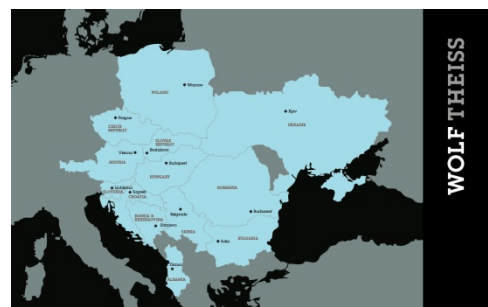 POLAND
Warsaw
Prague
CZECH
REPUBLIC
Kyiv
UKRAINE
SLOVAK
REPUBLIC
Bratislava
Vienna
AUSTRIA
Budapest
HUNGARY
Ljubljana
SLOVENIA
Zagreb
CROATIA
ROMANIA
Bucharest
BOSNIA &
HERZEGOVINA
Sarajevo
Belgrade
SERBIA
Sofia
BULGARIA
Tirana
ALBANIA
WOLF THEISS